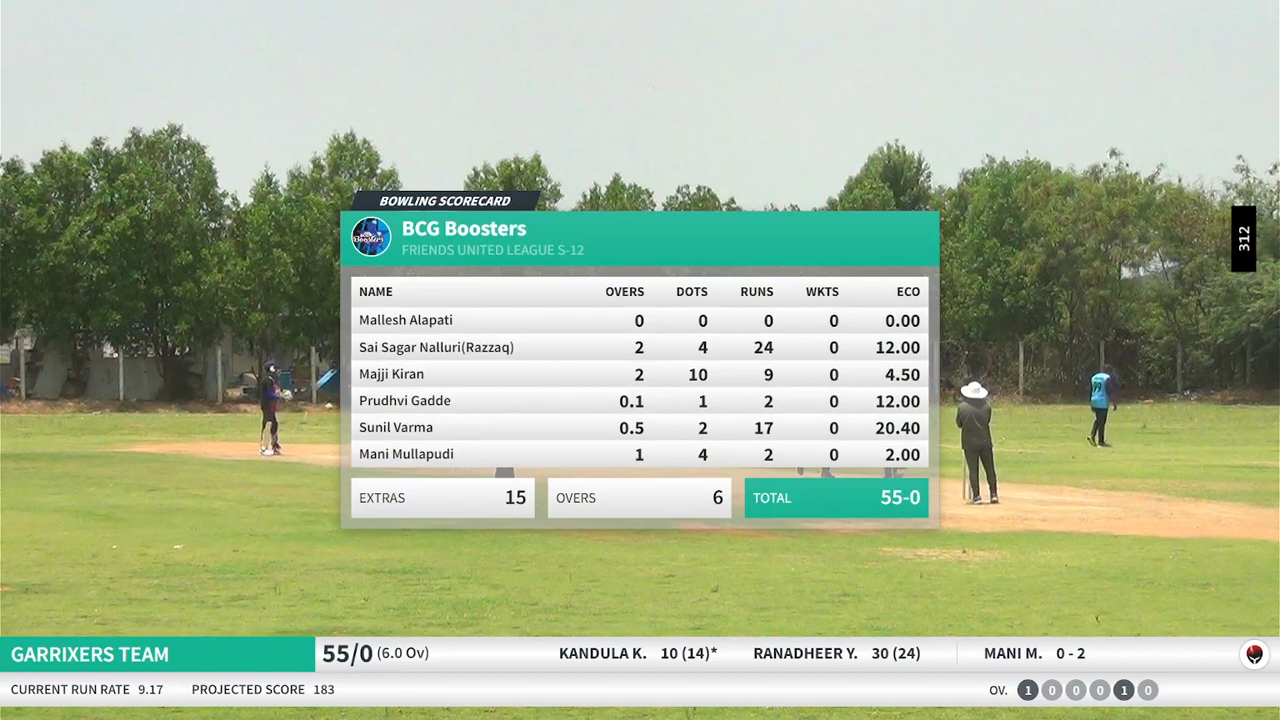 BOWLING SCORECARD
BCG Boosters
FRIENDS UNITED LEAGUE S-12
NAME OVERS DOTS RUNS WKTS ECO
Mallesh Alapati 0 0 0 0 0.00
Sai Sagar Nalluri(Razzaq) 2 4 24 0 12.00
Majji Kiran 2 10 9 0 4.50
Prudhvi Gadde 0.1 1 2 0 12.00
Sunil Varma 0.5 2 17 0 20.40
Mani Mullapudi 1 4 2 0 2.00
EXTRAS 15 OVERS 6 TOTAL 55-0
312
GARRIXERS TEAM 55/0 (6.0 Ov) KANDULA K. 10 (14)* RANADHEER Y. 30 (24) MANI M. 0 - 2
CURRENT RUN RATE 9.17 PROJECTED SCORE 183 OV. 1 0 0 0 1 0